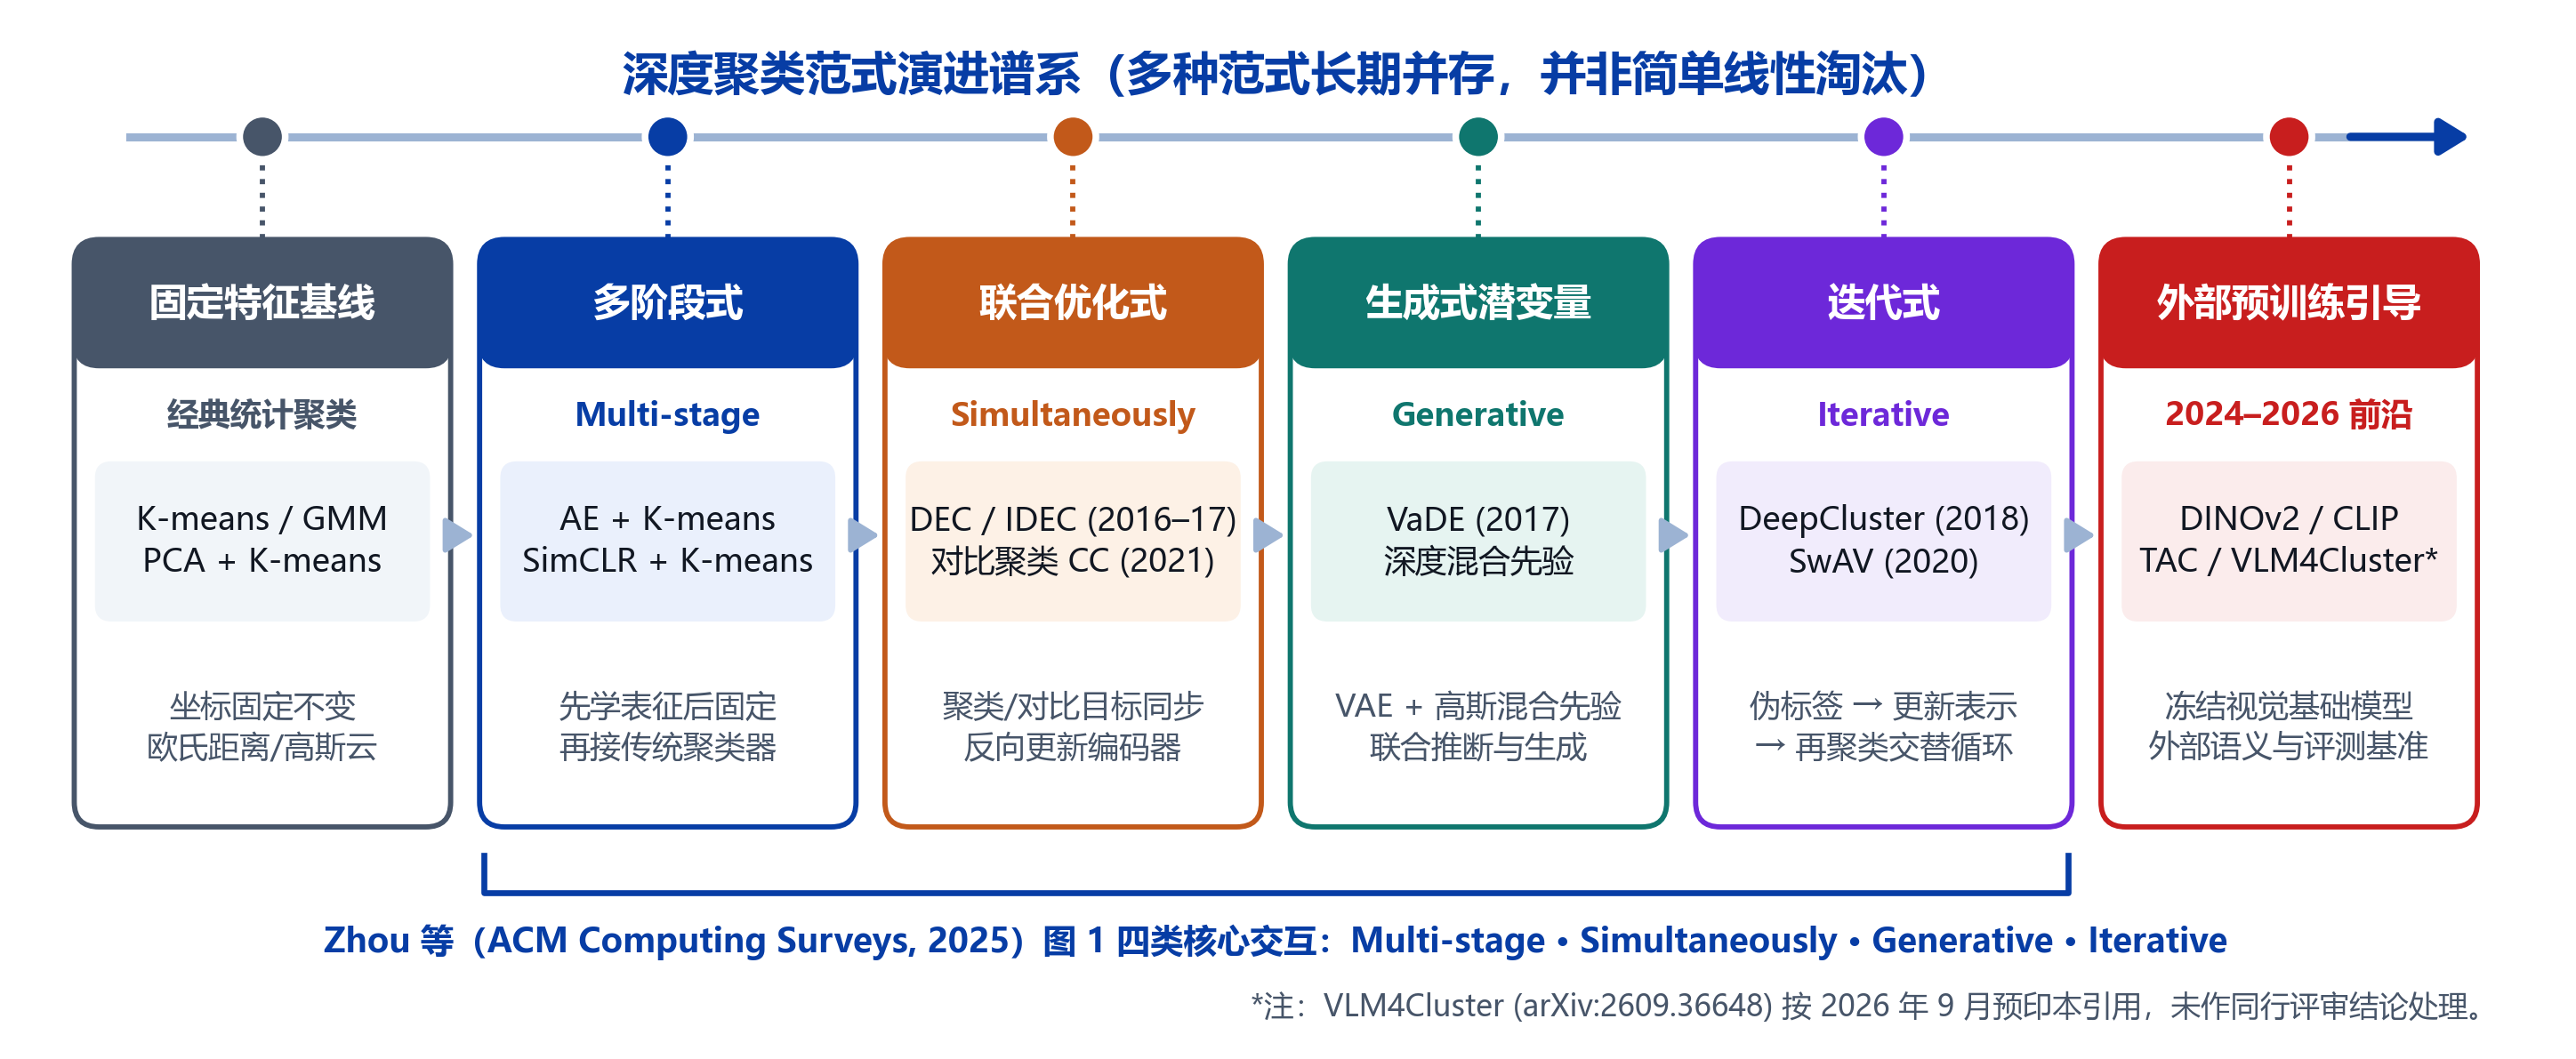 深度聚类范式演进谱系（多种范式长期并存，并非简单线性淘汰）
固定特征基线
经典统计聚类
K-means / GMM
PCA + K-means
坐标固定不变
欧氏距离/高斯云
多阶段式
Multi-stage
AE + K-means
SimCLR + K-means
先学表征后固定
再接传统聚类器
联合优化式
Simultaneously
DEC / IDEC (2016–17)
对比聚类 CC (2021)
聚类/对比目标同步
反向更新编码器
生成式潜变量
Generative
VaDE (2017)
深度混合先验
VAE + 高斯混合先验
联合推断与生成
迭代式
Iterative
DeepCluster (2018)
SwAV (2020)
伪标签 → 更新表示
→ 再聚类交替循环
外部预训练引导
2024–2026 前沿
DINOv2 / CLIP
TAC / VLM4Cluster*
冻结视觉基础模型
外部语义与评测基准
Zhou 等（ACM Computing Surveys, 2025）图 1 四类核心交互：Multi-stage • Simultaneously • Generative • Iterative
*注：VLM4Cluster (arXiv:2609.36648) 按 2026 年 9 月预印本引用，未作同行评审结论处理。